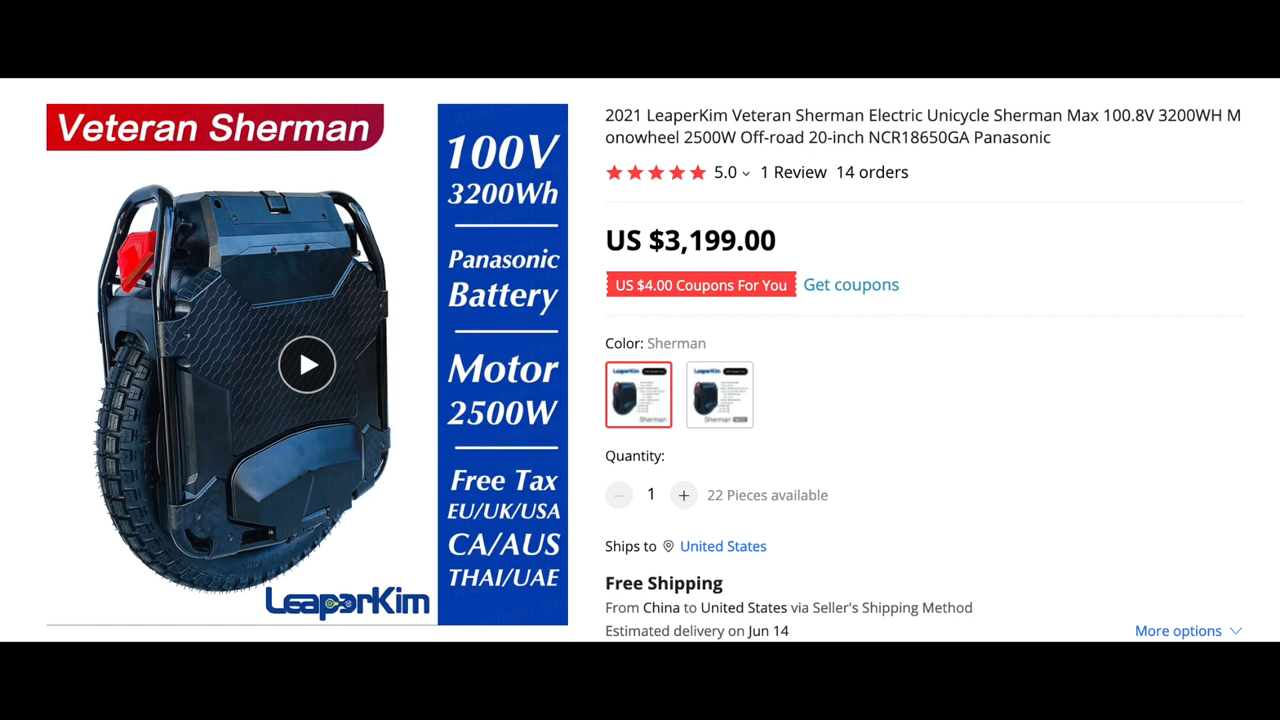 Veteran Sherman
100V
3200Wh
Panasonic
Battery
Motor
2500W
Free Tax
EU/UK/USA
CA/AUS
THAI/UAE
LeaperKim
2021 LeaperKim Veteran Sherman Electric Unicycle Sherman Max 100.8V 3200WH M
onowheel 2500W Off-road 20-inch NCR18650GA Panasonic
5.0 1 Review 14 orders
US $3,199.00
US $4.00 Coupons For You Get coupons
Color: Sherman
LeaperKim LeaperKim
Sherman Sherman
Quantity:
1 + 22 Pieces available
Ships to United States
Free Shipping
From China to United States via Seller's Shipping Method
Estimated delivery on Jun 14 More options